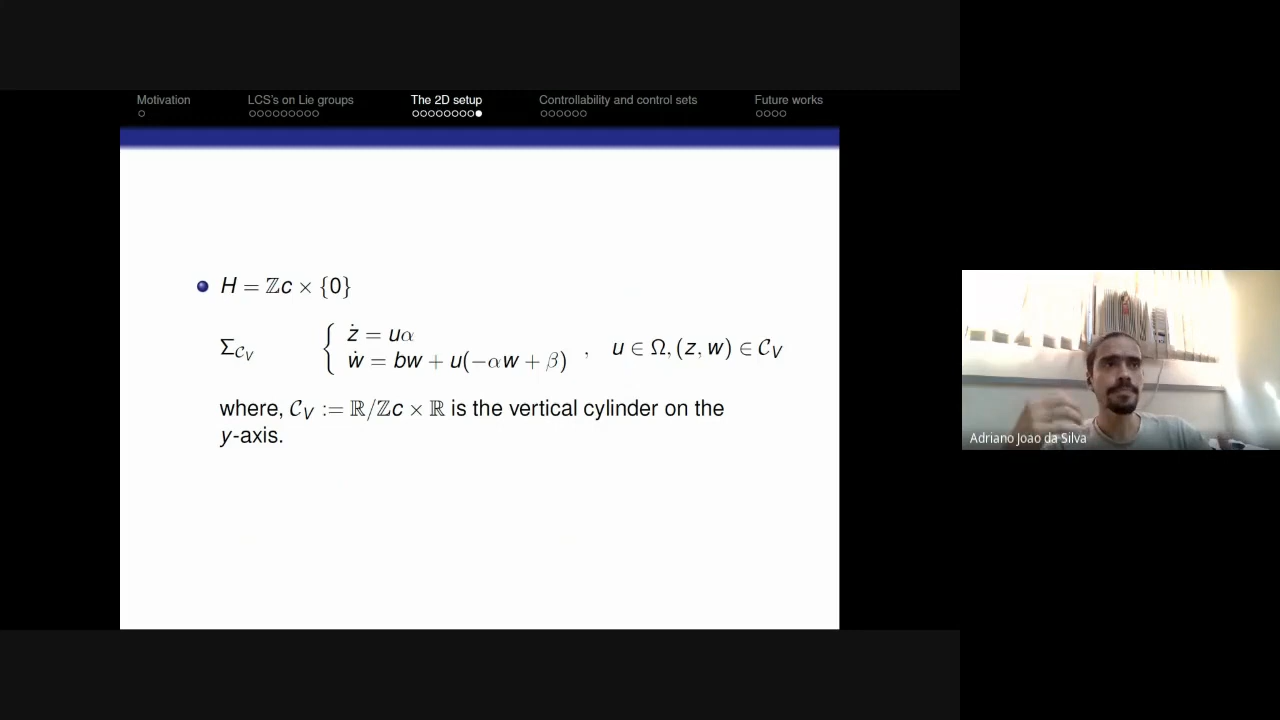 Motivation LCS's on Lie groups The 2D setup Controllability and control sets Future works
H = ℤc × {0}
Σ_{𝒞_V} { ż = uα
ẇ = bw + u(−αw + β) , u ∈ Ω, (z, w) ∈ 𝒞_V
where, 𝒞_V := ℝ/ℤc × ℝ is the vertical cylinder on the
y-axis.
Adriano Joao da Silva